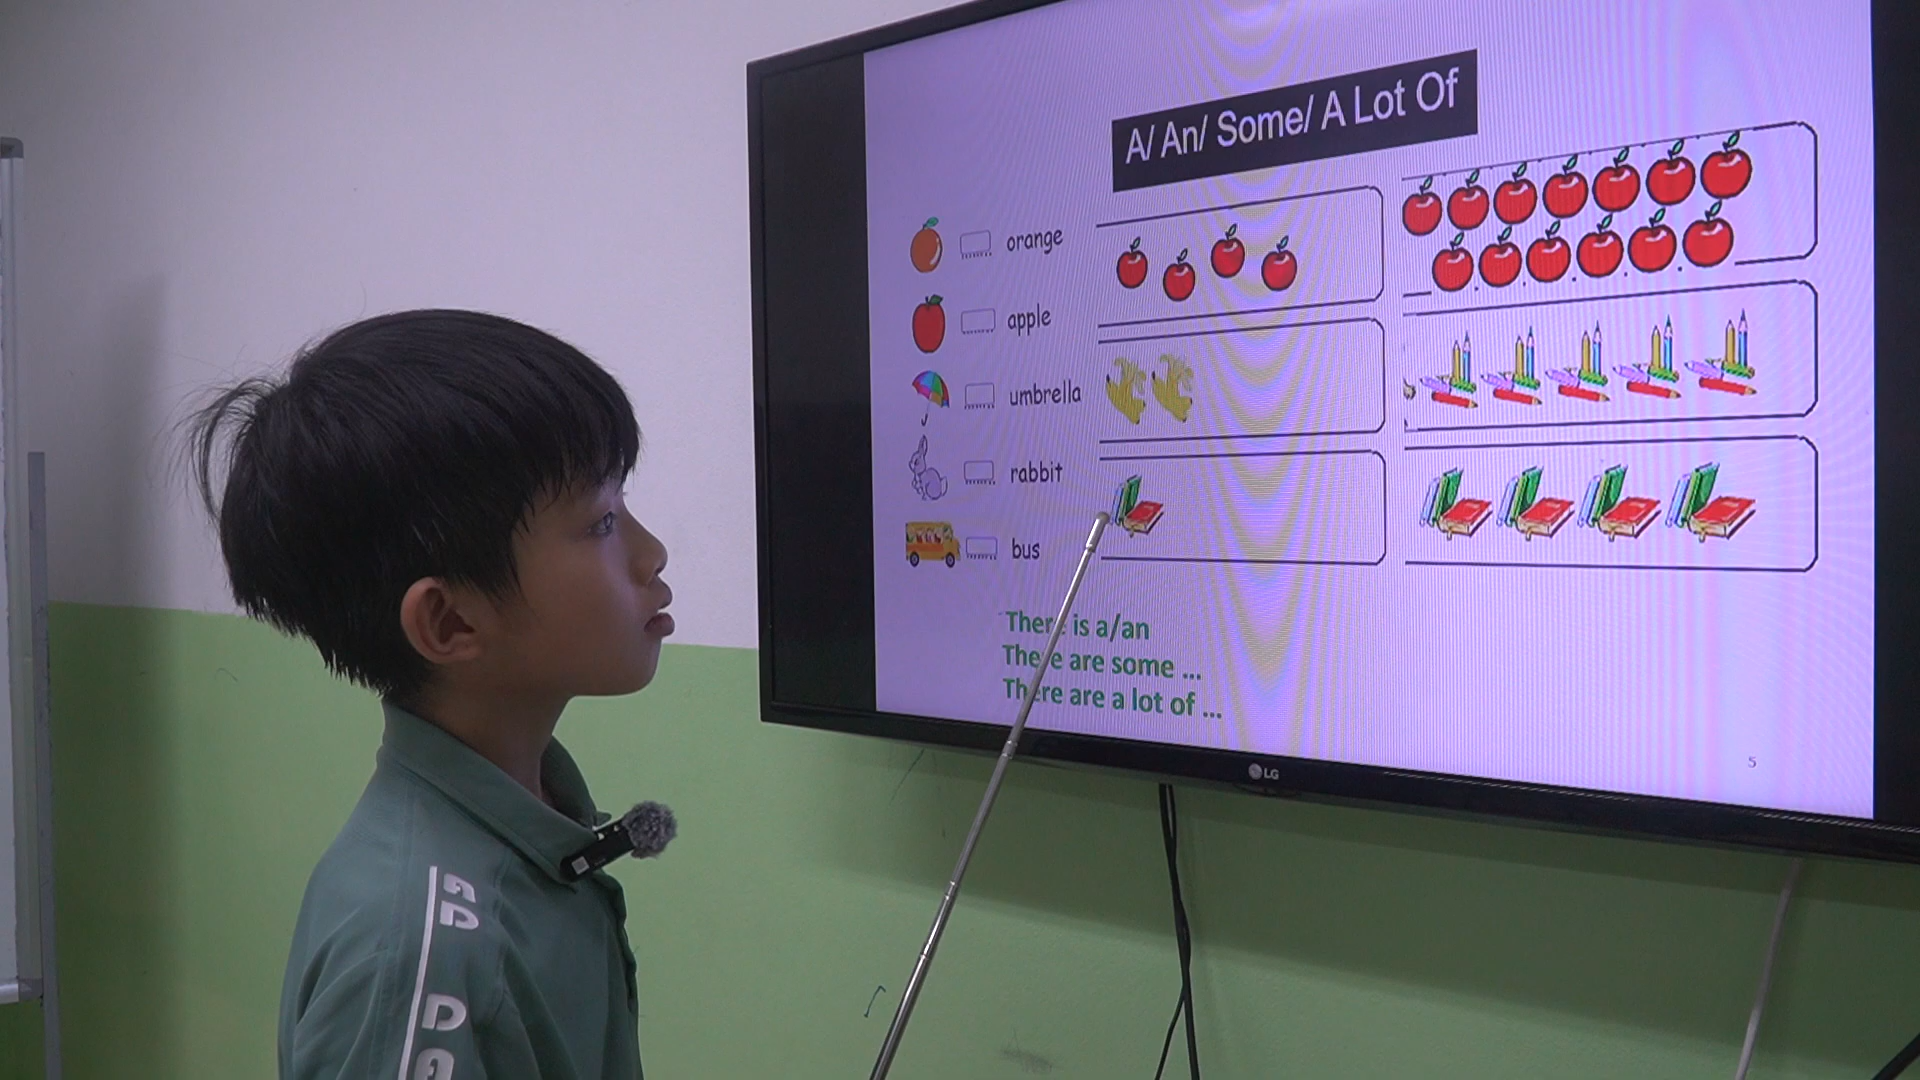 A/ An/ Some/ A Lot Of
orange
apple
umbrella
rabbit
bus
There is a/an
There are some ...
There are a lot of ...
5
LG